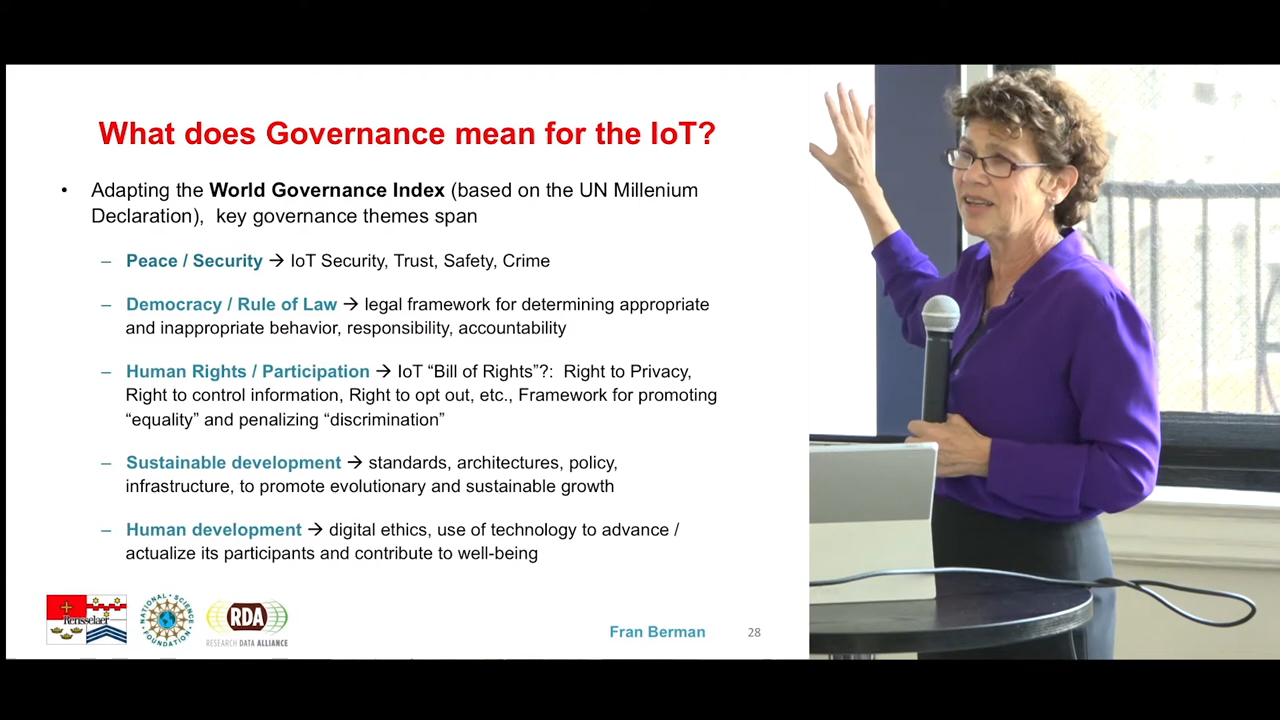 What does Governance mean for the IoT?
• Adapting the World Governance Index (based on the UN Millenium
Declaration), key governance themes span
– Peace / Security → IoT Security, Trust, Safety, Crime
– Democracy / Rule of Law → legal framework for determining appropriate
and inappropriate behavior, responsibility, accountability
– Human Rights / Participation → IoT “Bill of Rights”?: Right to Privacy,
Right to control information, Right to opt out, etc., Framework for promoting
“equality” and penalizing “discrimination”
– Sustainable development → standards, architectures, policy,
infrastructure, to promote evolutionary and sustainable growth
– Human development → digital ethics, use of technology to advance /
actualize its participants and contribute to well-being
Rensselaer
NATIONAL SCIENCE FOUNDATION
RDA
RESEARCH DATA ALLIANCE
Fran Berman
28